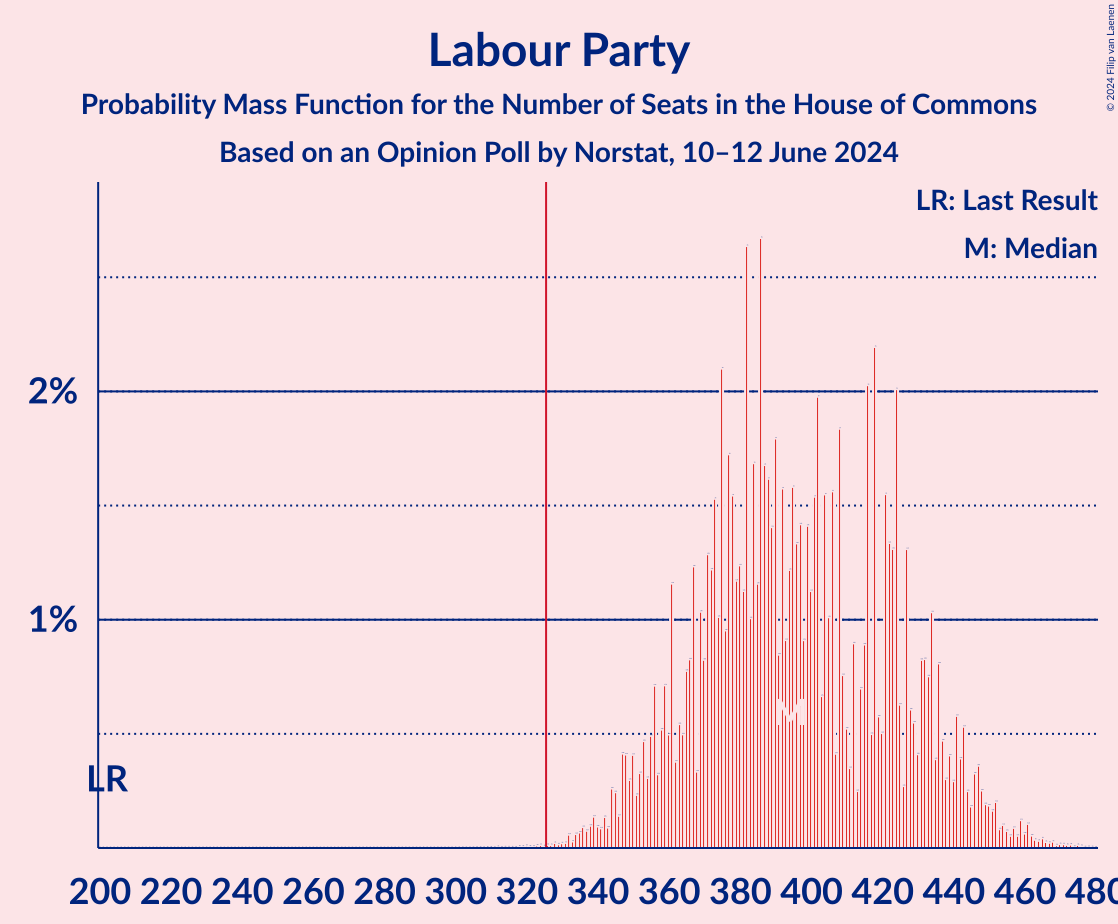 Labour Party
Probability Mass Function for the Number of Seats in the House of Commons
Based on an Opinion Poll by Norstat, 10–12 June 2024
© 2024 Filip van Laenen
LR: Last Result
M: Median
2%
1%
M
LR
200 220 240 260 280 300 320 340 360 380 400 420 440 460 480